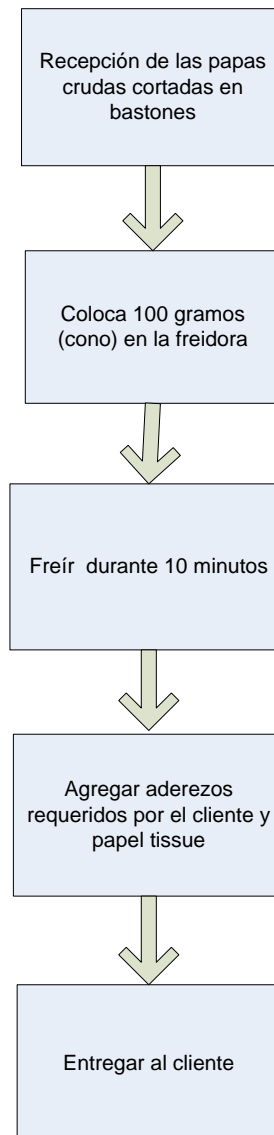 Recepción de las papas
crudas cortadas en
bastones
Coloca 100 gramos
(cono) en la freidora
Freír durante 10 minutos
Agregar aderezos
requeridos por el cliente y
papel tissue
Entregar al cliente